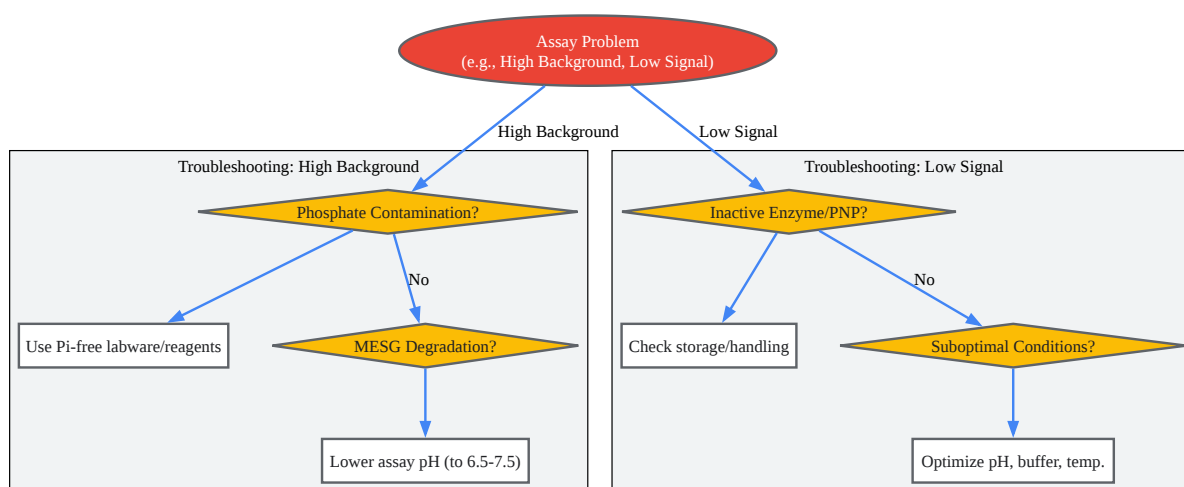 Assay Problem
(e.g., High Background, Low Signal)
High Background
Low Signal
Troubleshooting: High Background
Troubleshooting: Low Signal
Phosphate Contamination?
Inactive Enzyme/PNP?
No
No
Use Pi-free labware/reagents
MESG Degradation?
Check storage/handling
Suboptimal Conditions?
Lower assay pH (to 6.5-7.5)
Optimize pH, buffer, temp.